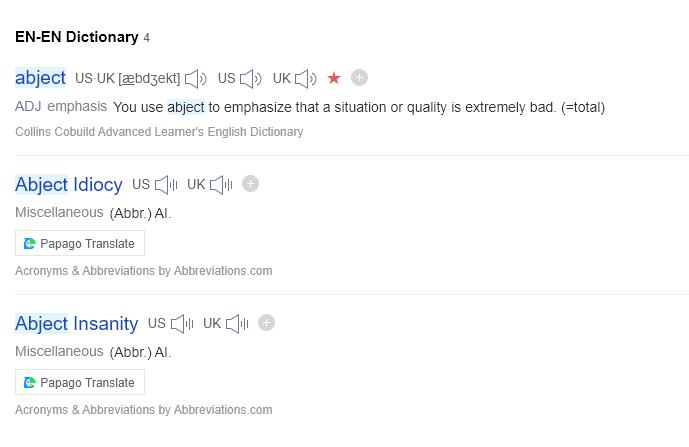 EN-EN Dictionary 4
abject US·UK [æbdʒekt] US UK
ADJ emphasis You use abject to emphasize that a situation or quality is extremely bad. (=total)
Collins Cobuild Advanced Learner's English Dictionary
Abject Idiocy US UK
Miscellaneous (Abbr.) AI.
Papago Translate
Acronyms & Abbreviations by Abbreviations.com
Abject Insanity US UK
Miscellaneous (Abbr.) AI.
Papago Translate
Acronyms & Abbreviations by Abbreviations.com